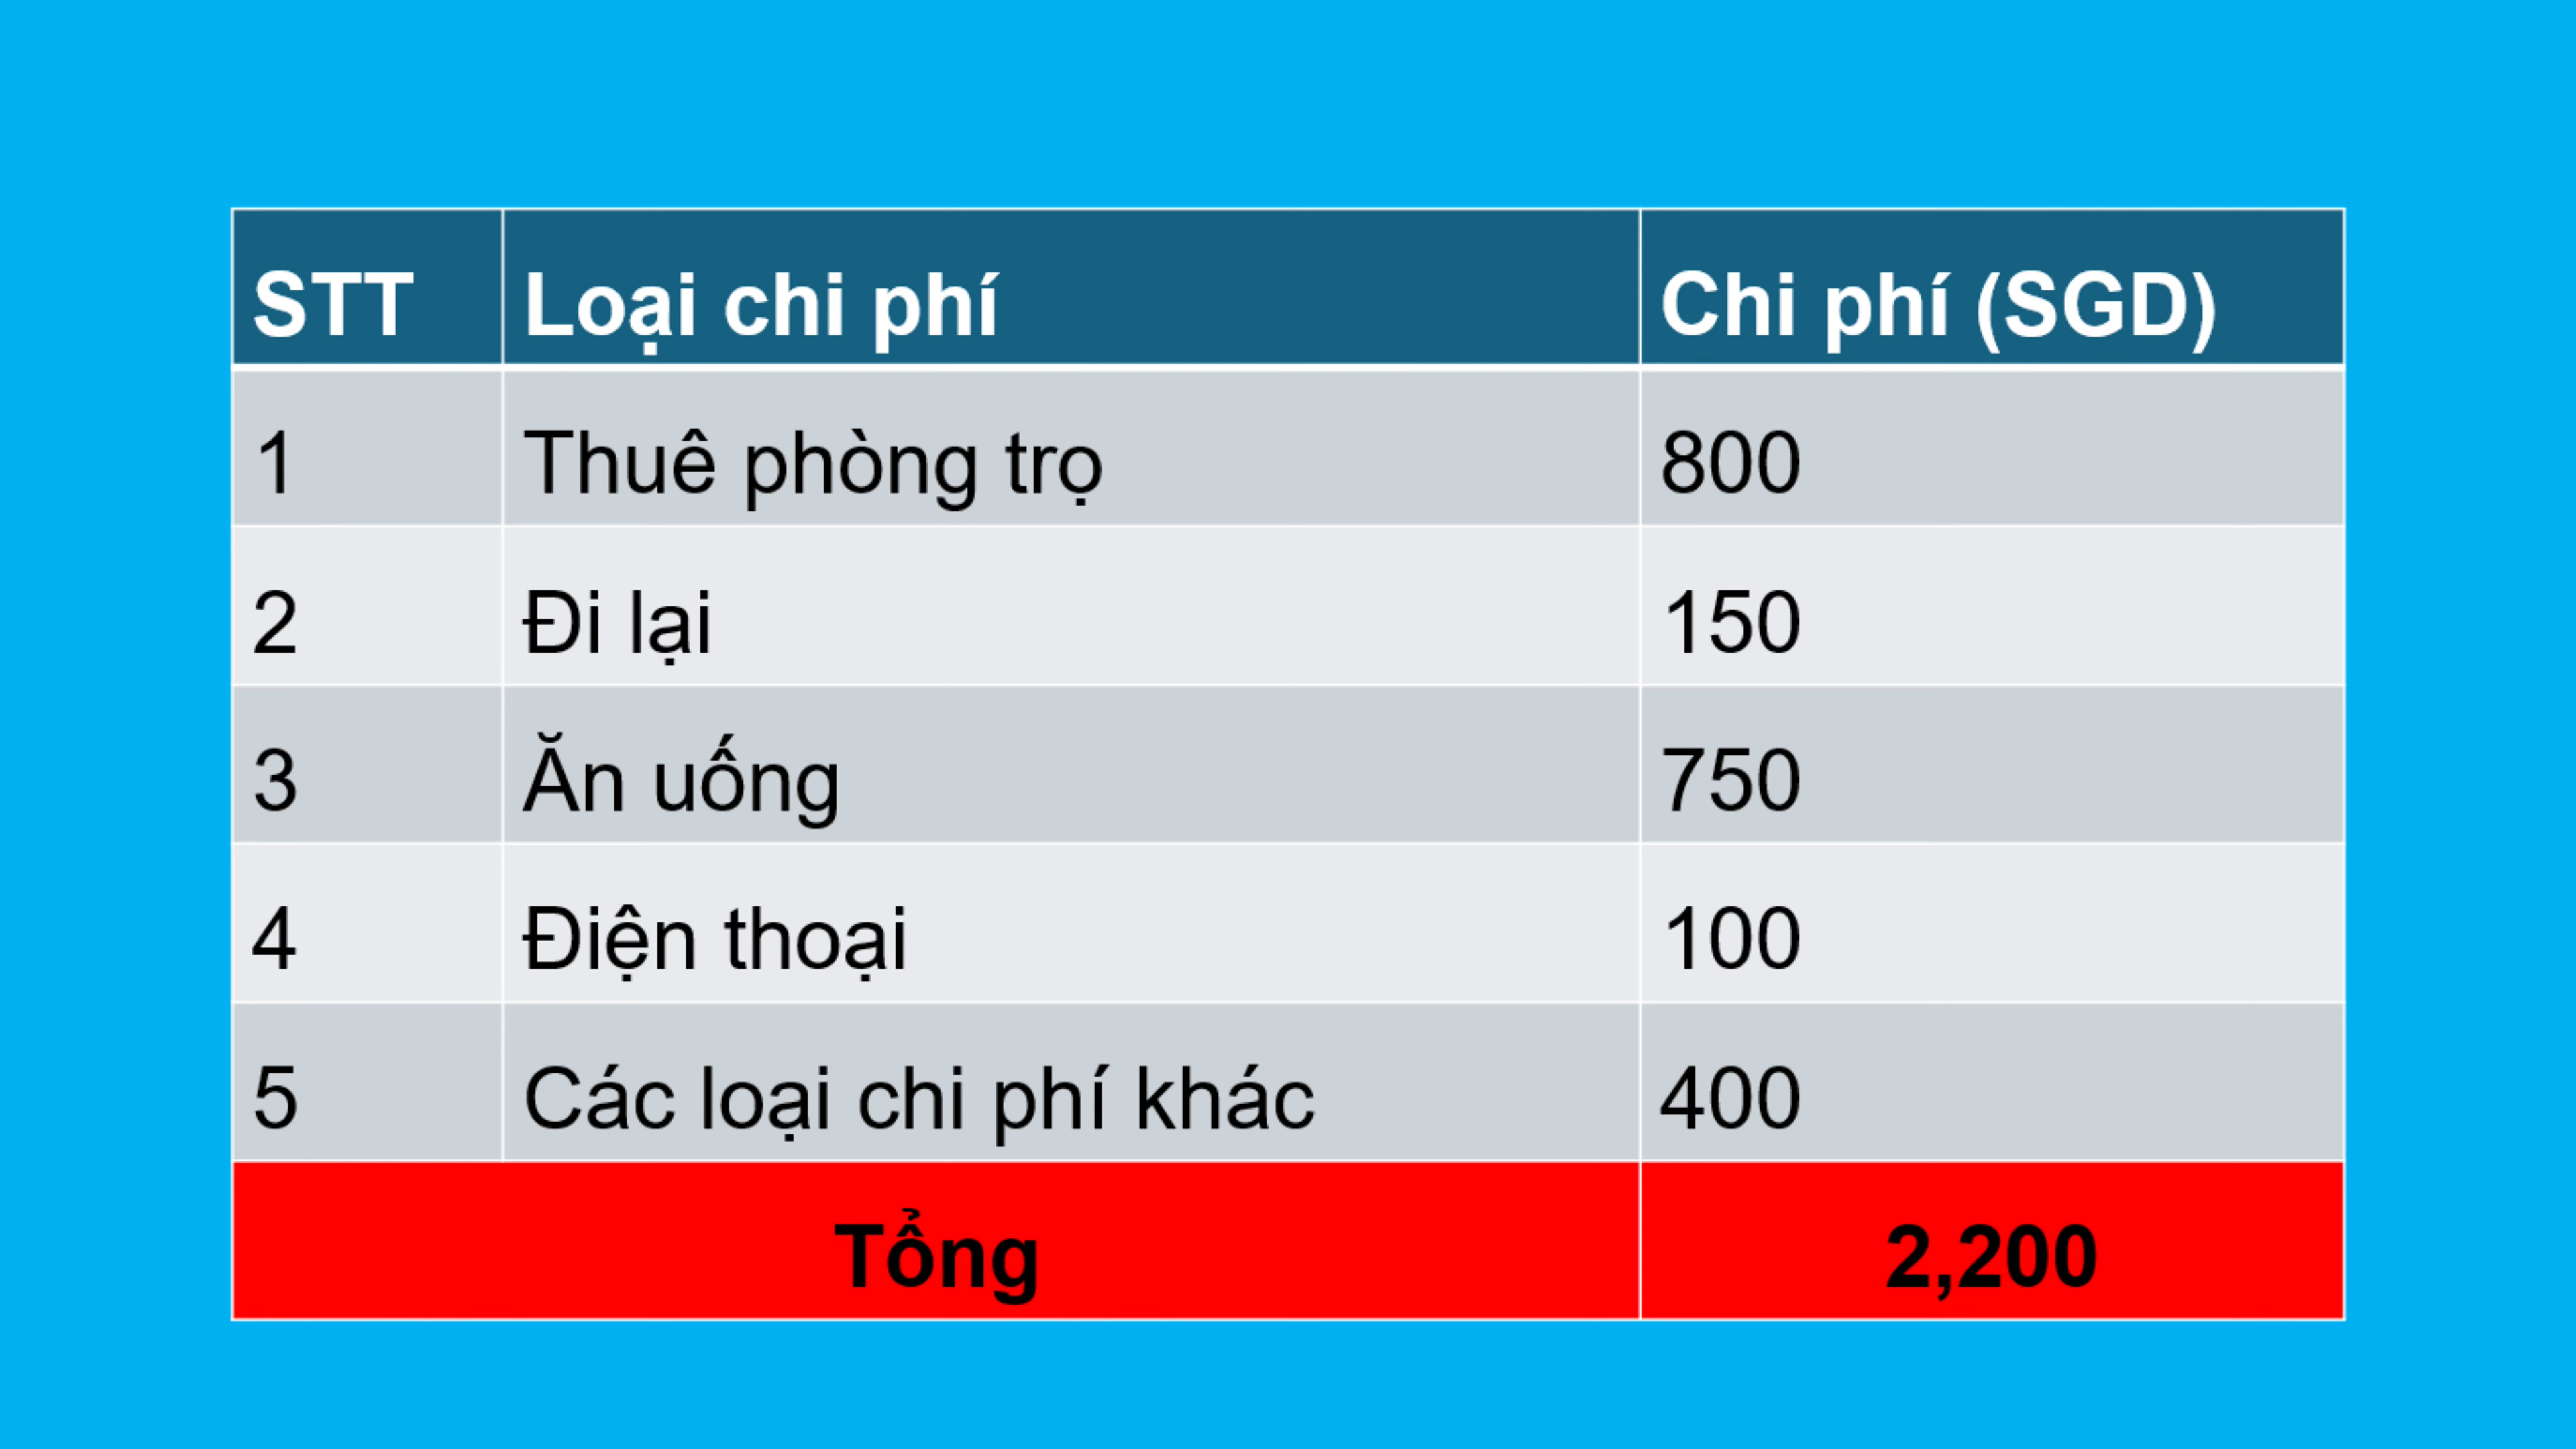 STT Loại chi phí Chi phí (SGD)
1 Thuê phòng trọ 800
2 Đi lại 150
3 Ăn uống 750
4 Điện thoại 100
5 Các loại chi phí khác 400
Tổng 2,200